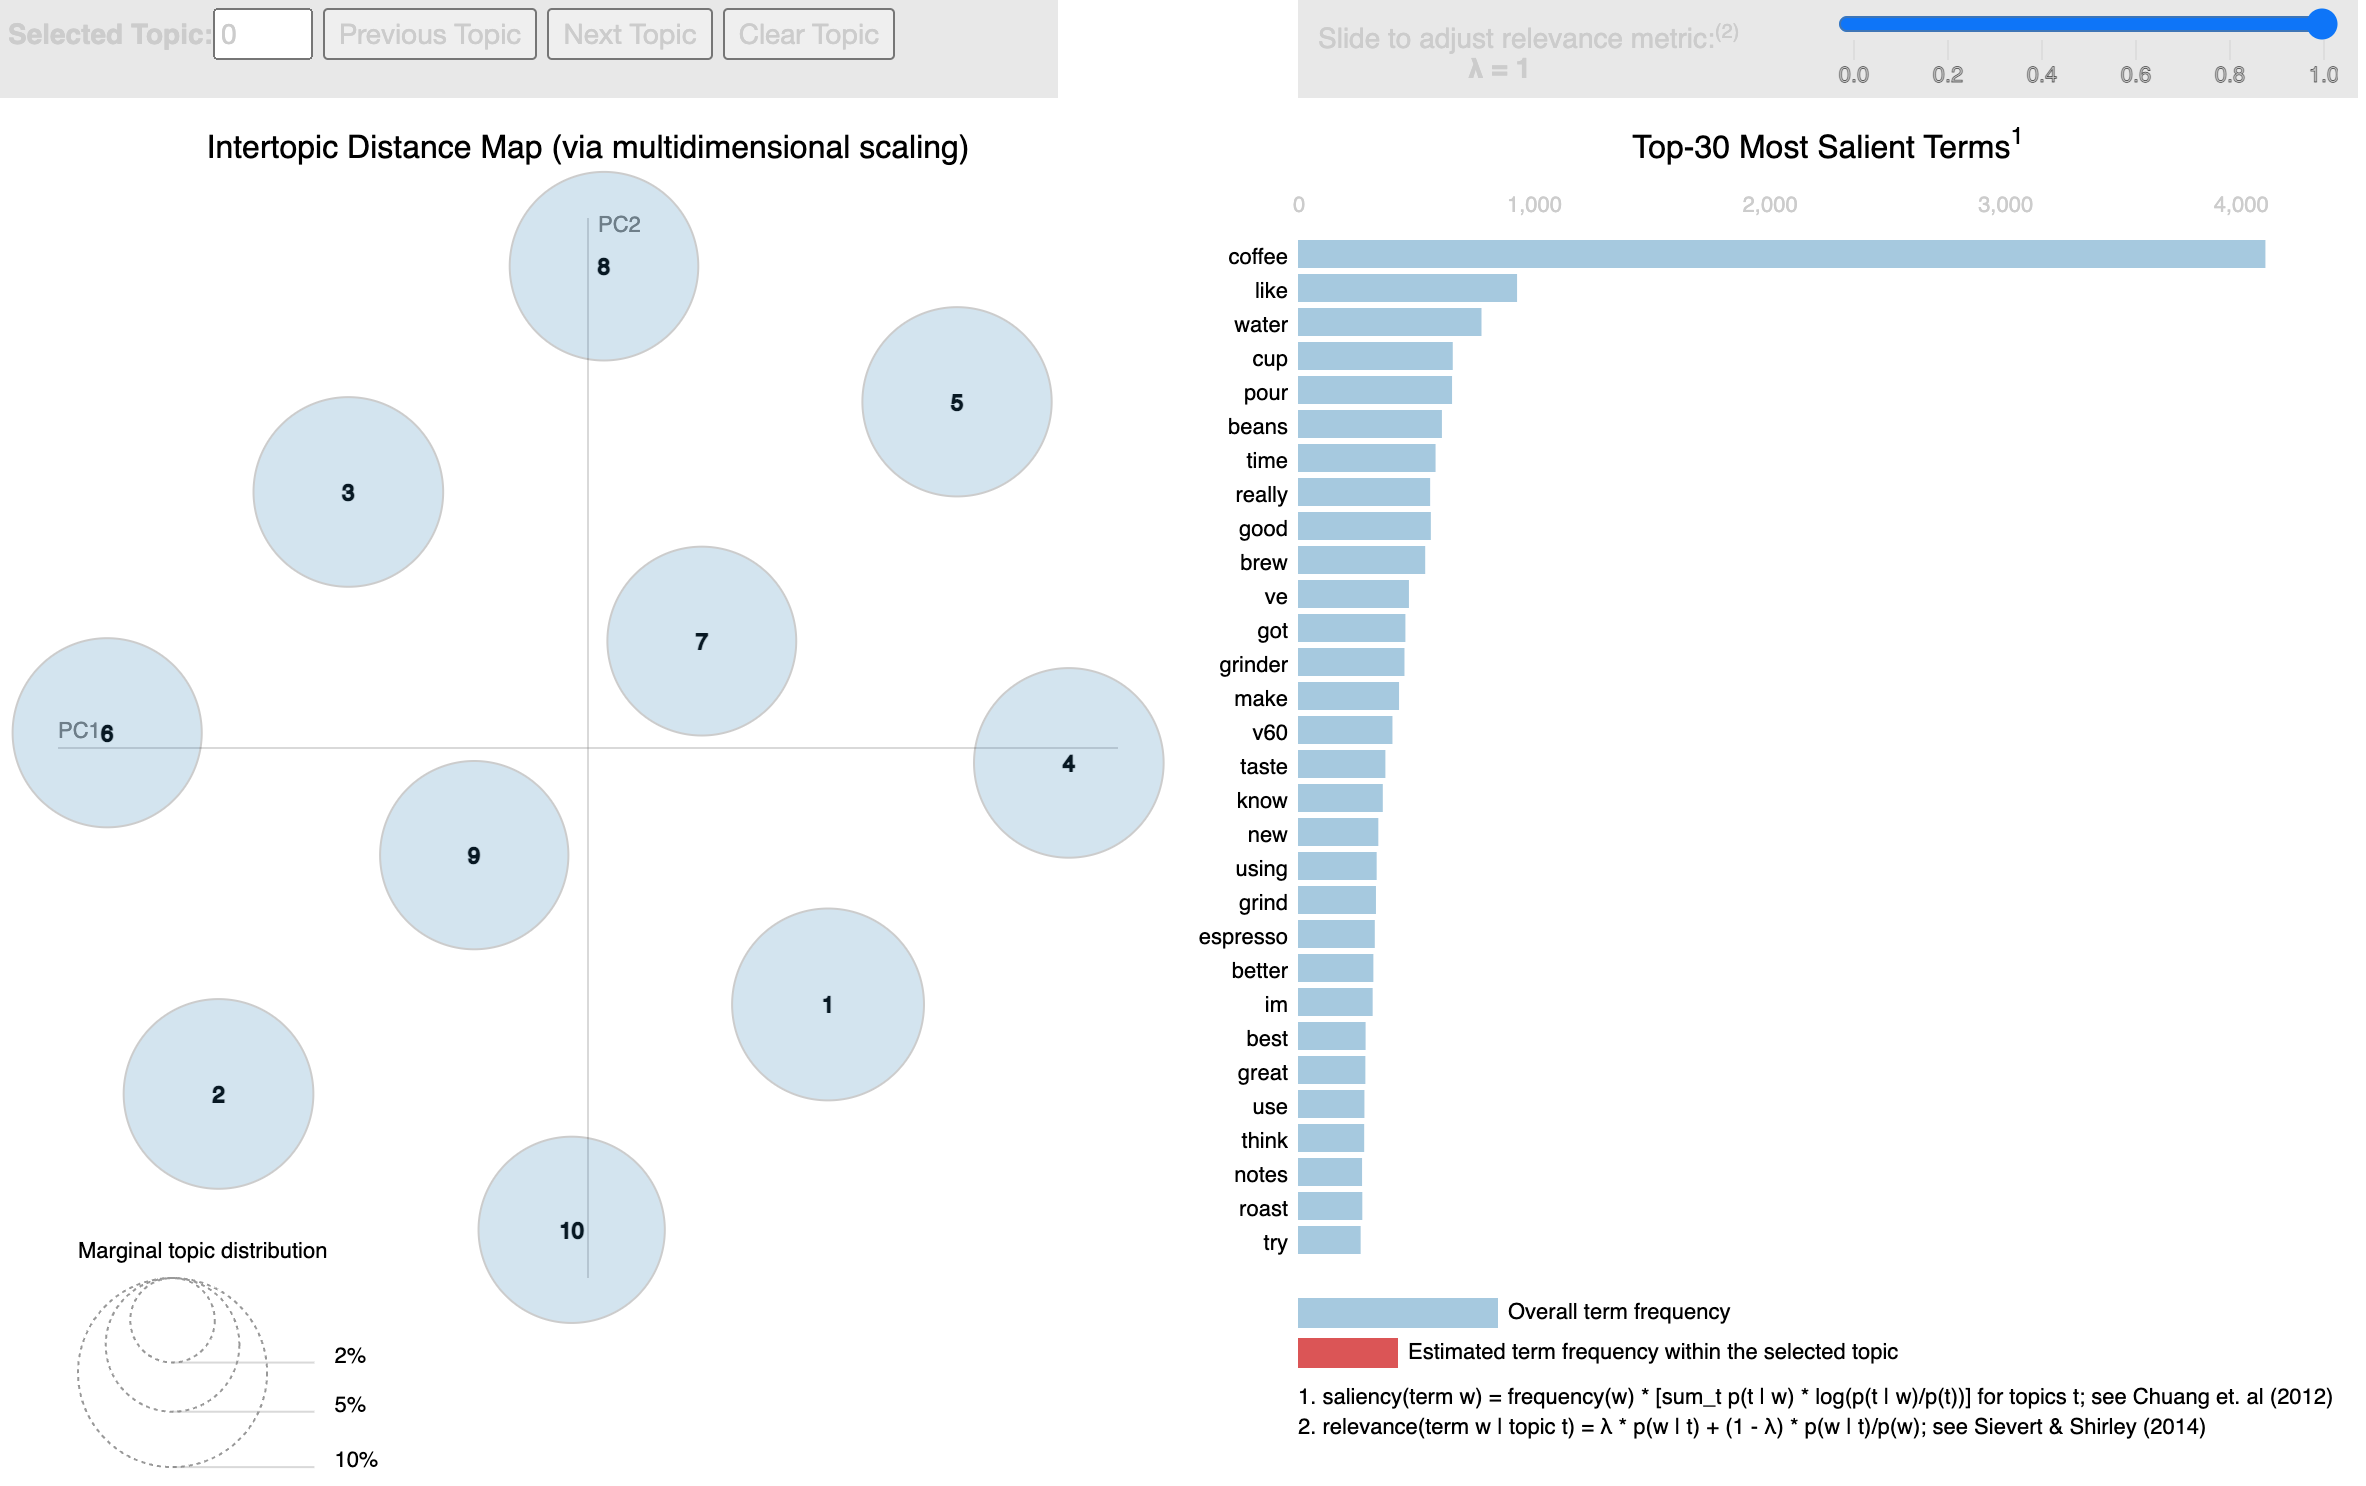 Selected Topic: 0 Previous Topic Next Topic Clear Topic
Slide to adjust relevance metric:(2)
λ = 1
0.0 0.2 0.4 0.6 0.8 1.0
Intertopic Distance Map (via multidimensional scaling)
PC2
8
5
3
7
PC1
6
4
9
1
2
10
Marginal topic distribution
2%
5%
10%
Top-30 Most Salient Terms1
0 1,000 2,000 3,000 4,000
coffee
like
water
cup
pour
beans
time
really
good
brew
ve
got
grinder
make
v60
taste
know
new
using
grind
espresso
better
im
best
great
use
think
notes
roast
try
Overall term frequency
Estimated term frequency within the selected topic
1. saliency(term w) = frequency(w) * [sum_t p(t | w) * log(p(t | w)/p(t))] for topics t; see Chuang et. al (2012)
2. relevance(term w | topic t) = λ * p(w | t) + (1 - λ) * p(w | t)/p(w); see Sievert & Shirley (2014)